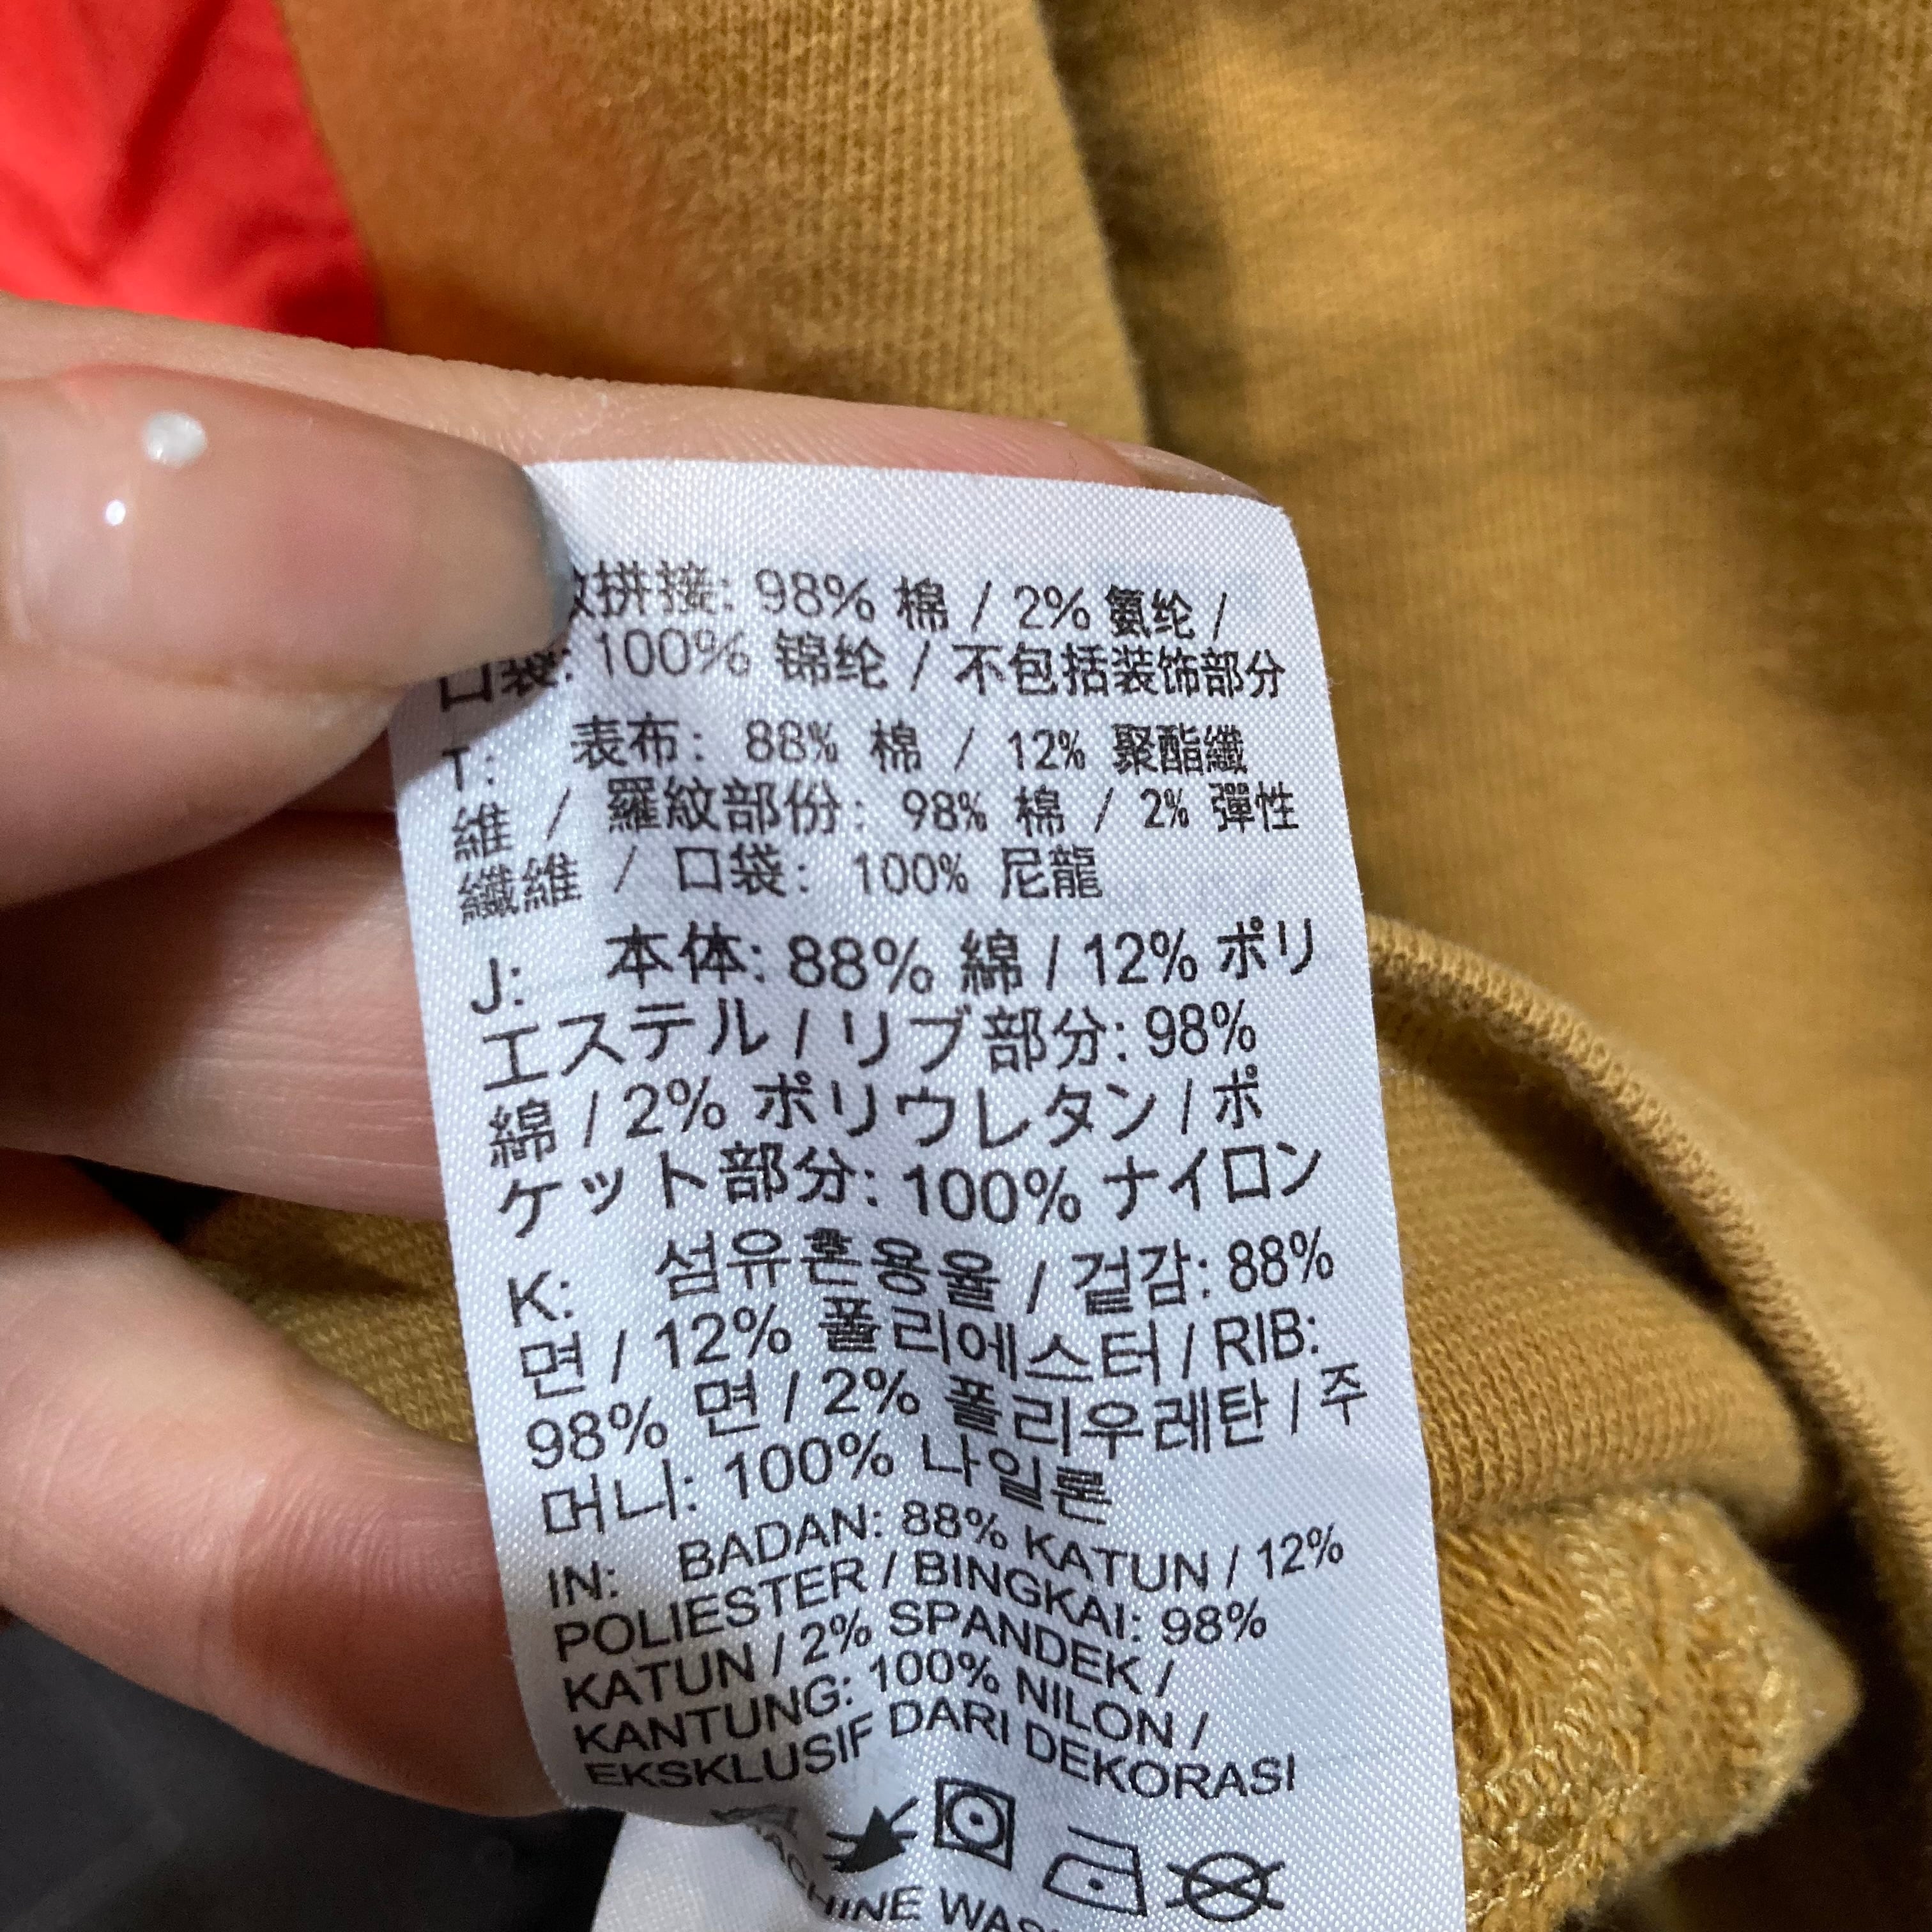 拼接: 98% 棉 / 2% 氨纶 /
口袋: 100% 锦纶 / 不包括装饰部分
T: 表布: 88% 棉 / 12% 聚酯纖
維 / 羅紋部份: 98% 棉 / 2% 彈性
纖維 / 口袋: 100% 尼龍
J: 本体: 88% 綿 / 12% ポリ
エステル / リブ部分: 98%
綿 / 2% ポリウレタン / ポ
ケット部分: 100% ナイロン
K: 섬유혼용율 / 겉감: 88%
면 / 12% 폴리에스터 / RIB:
98% 면 / 2% 폴리우레탄 / 주
머니: 100% 나일론
IN: BADAN: 88% KATUN / 12%
POLIESTER / BINGKAI: 98%
KATUN / 2% SPANDEK /
KANTUNG: 100% NILON /
EKSKLUSIF DARI DEKORASI